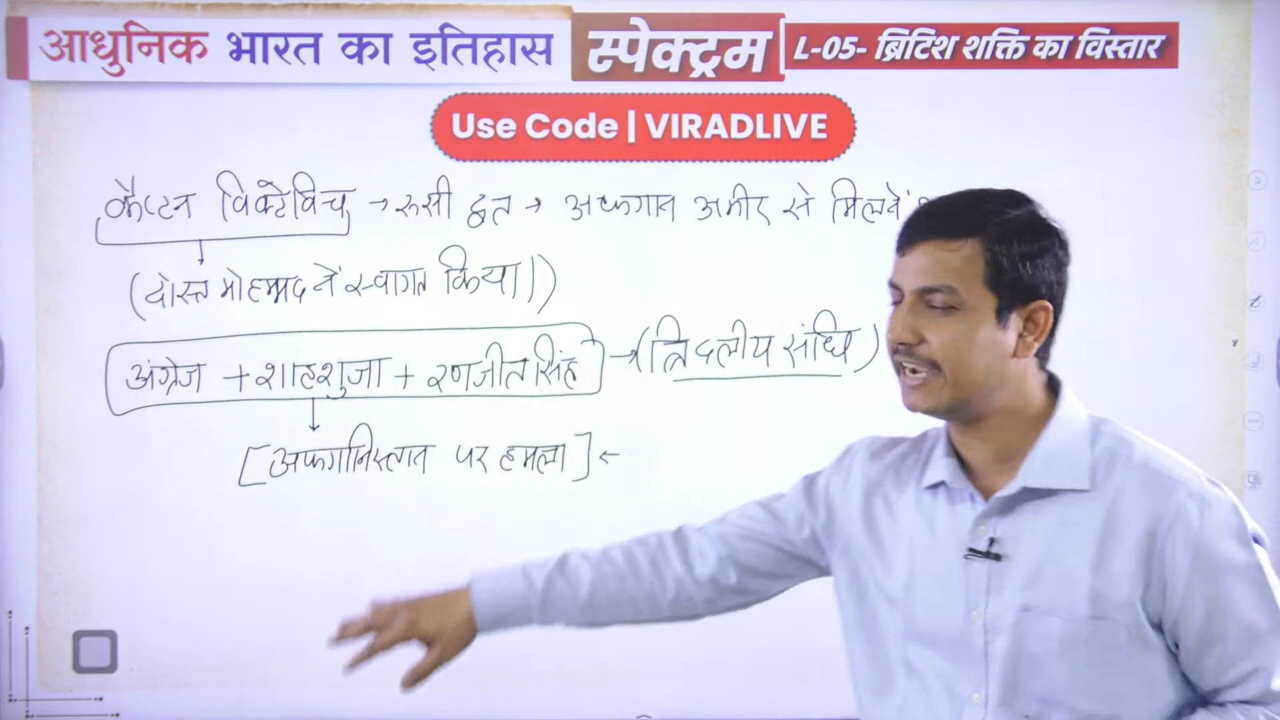 आधुनिक भारत का इतिहास स्पेक्ट्रम L-05- ब्रिटिश शक्ति का विस्तार
Use Code | VIRADLIVE
कैप्टन विक्टेविच → रूसी दूत → अफगान अमीर से मिलने
(दोस्त मोहम्मद ने स्वागत किया।)
अंग्रेज + शाहशुजा + रणजीत सिंह → (त्रिदलीय संधि)
[अफगानिस्तान पर हमला] ←